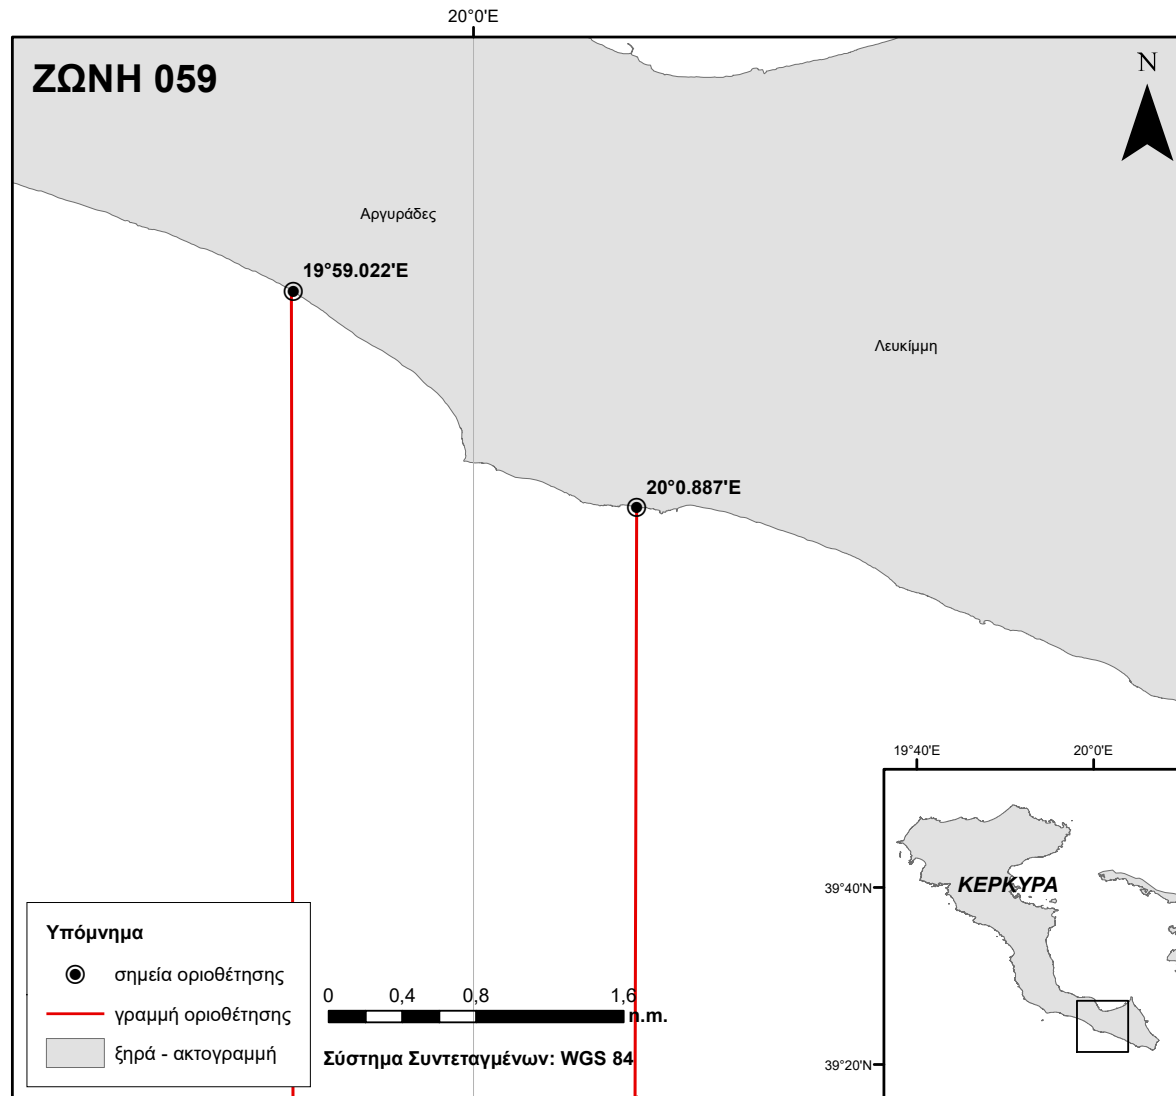 20°0'E
ΖΩΝΗ 059
N
Αργυράδες
19°59.022'E
Λευκίμμη
20°0.887'E
19°40'E 20°0'E
39°40'N
ΚΕΡΚΥΡΑ
39°20'N
Υπόμνημα
σημεία οριοθέτησης
γραμμή οριοθέτησης
ξηρά - ακτογραμμή
0 0,4 0,8 1,6
n.m.
Σύστημα Συντεταγμένων: WGS 84